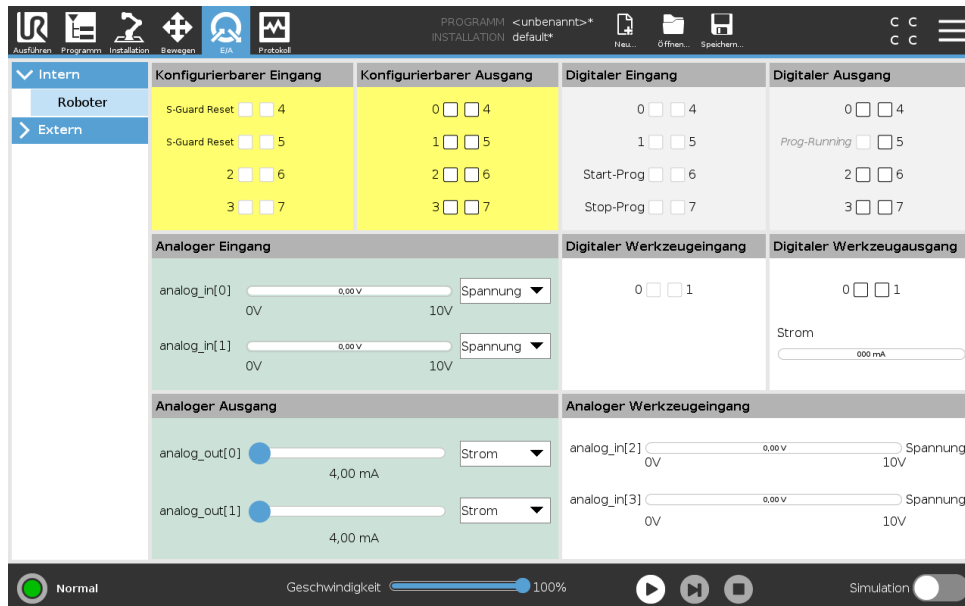 UR
PROGRAMM <unbenannt>*
INSTALLATION default*
Ausführen Programm Installation Bewegen E/A Protokoll
Neu... Öffnen... Speichern...
C C
C C
Intern
Roboter
Extern
Konfigurierbarer Eingang
S-Guard Reset 4
S-Guard Reset 5
2 6
3 7
Konfigurierbarer Ausgang
0 4
1 5
2 6
3 7
Digitaler Eingang
0 4
1 5
Start-Prog 6
Stop-Prog 7
Digitaler Ausgang
0 4
Prog-Running 5
2 6
3 7
Analoger Eingang
analog_in[0] 0,00 V Spannung
0V 10V
analog_in[1] 0,00 V Spannung
0V 10V
Digitaler Werkzeugeingang
0 1
Digitaler Werkzeugausgang
0 1
Strom
000 mA
Analoger Ausgang
analog_out[0] Strom
4,00 mA
analog_out[1] Strom
4,00 mA
Analoger Werkzeugeingang
analog_in[2] 0,00 V Spannung
0V 10V
analog_in[3] 0,00 V Spannung
0V 10V
Normal
Geschwindigkeit 100%
Simulation